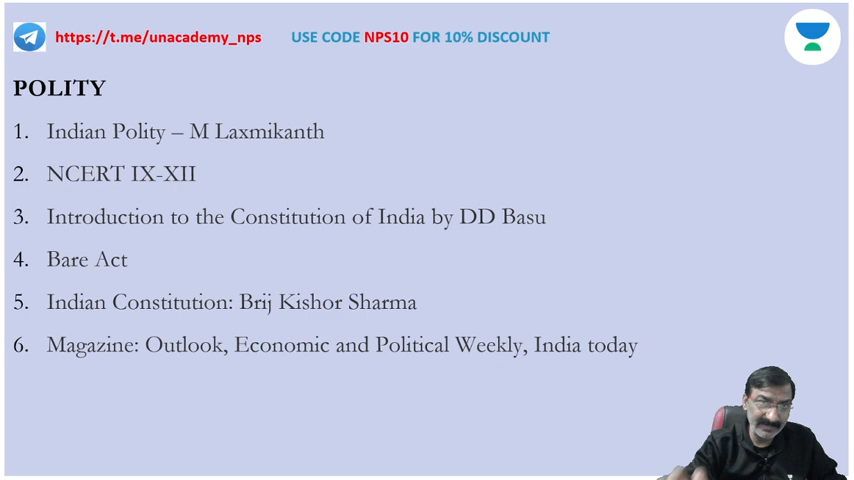 https://t.me/unacademy_nps USE CODE NPS10 FOR 10% DISCOUNT
POLITY
1. Indian Polity – M Laxmikanth
2. NCERT IX-XII
3. Introduction to the Constitution of India by DD Basu
4. Bare Act
5. Indian Constitution: Brij Kishor Sharma
6. Magazine: Outlook, Economic and Political Weekly, India today